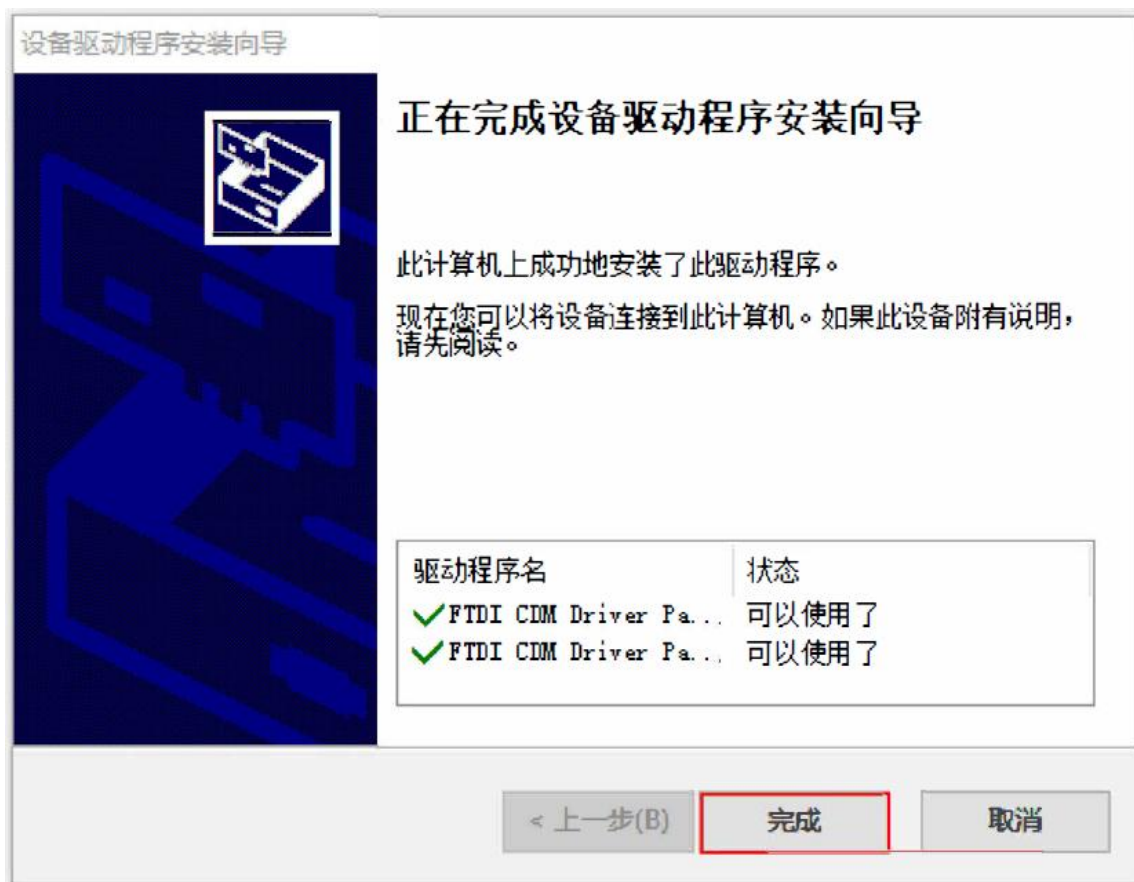 设备驱动程序安装向导
正在完成设备驱动程序安装向导
此计算机上成功地安装了此驱动程序。
现在您可以将设备连接到此计算机。如果此设备附有说明,
请先阅读。
驱动程序名 状态
FTDI CDM Driver Pa... 可以使用了
FTDI CDM Driver Pa... 可以使用了
< 上一步(B) 完成 取消